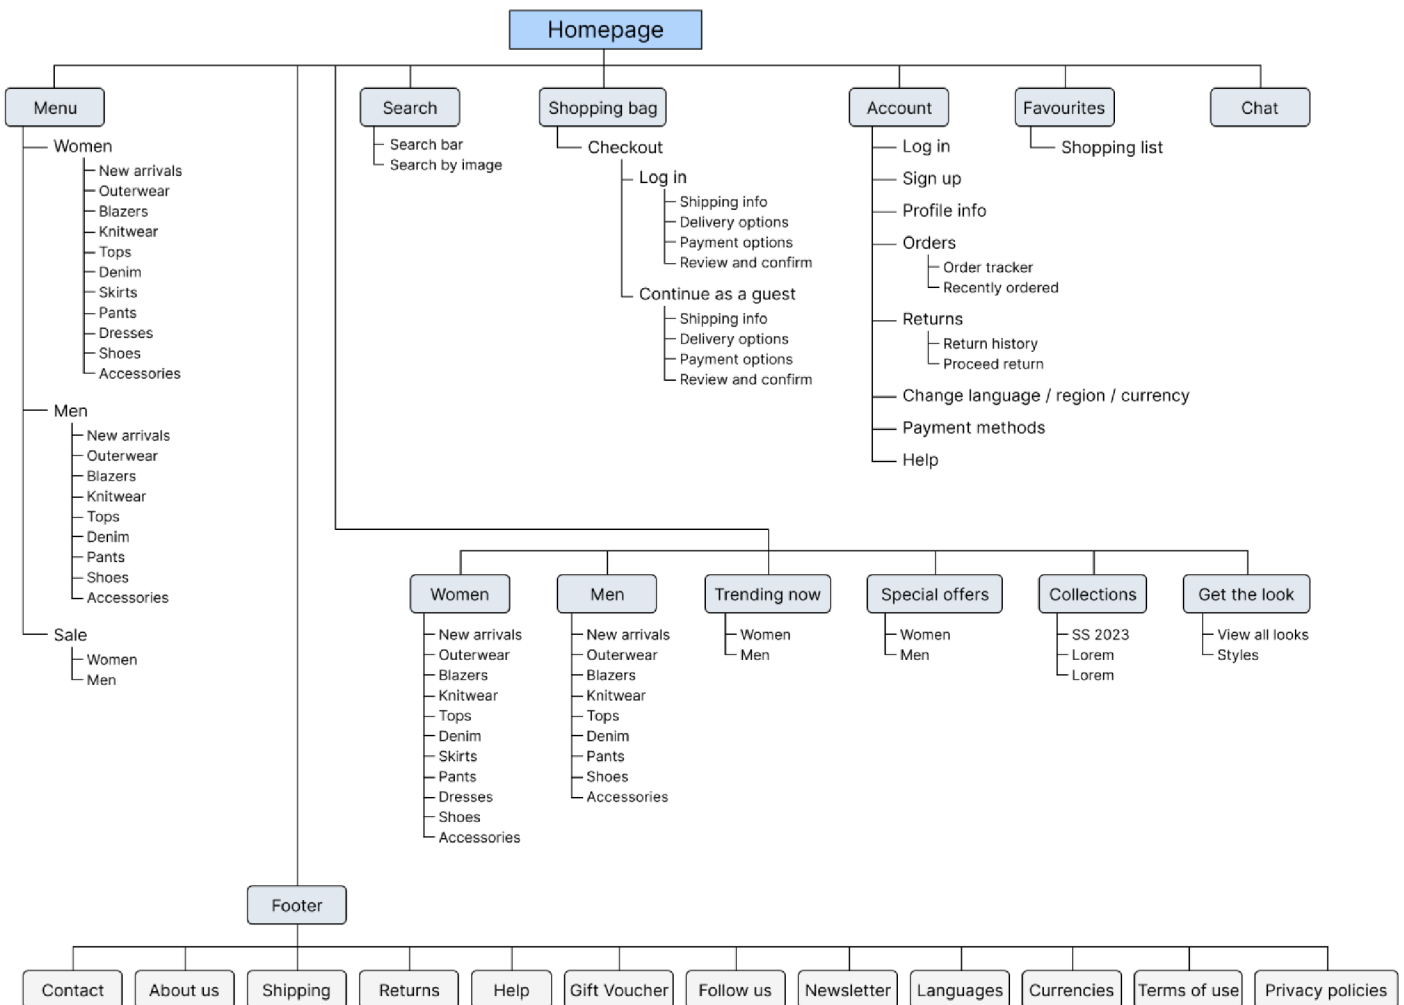 Homepage
Menu
Women
New arrivals
Outerwear
Blazers
Knitwear
Tops
Denim
Skirts
Pants
Dresses
Shoes
Accessories
Men
New arrivals
Outerwear
Blazers
Knitwear
Tops
Denim
Pants
Shoes
Accessories
Sale
Women
Men
Search
Search bar
Search by image
Shopping bag
Checkout
Log in
Shipping info
Delivery options
Payment options
Review and confirm
Continue as a guest
Shipping info
Delivery options
Payment options
Review and confirm
Account
Log in
Sign up
Profile info
Orders
Order tracker
Recently ordered
Returns
Return history
Proceed return
Change language / region / currency
Payment methods
Help
Favourites
Shopping list
Chat
Women
New arrivals
Outerwear
Blazers
Knitwear
Tops
Denim
Skirts
Pants
Dresses
Shoes
Accessories
Men
New arrivals
Outerwear
Blazers
Knitwear
Tops
Denim
Pants
Shoes
Accessories
Trending now
Women
Men
Special offers
Women
Men
Collections
SS 2023
Lorem
Lorem
Get the look
View all looks
Styles
Footer
Contact
About us
Shipping
Returns
Help
Gift Voucher
Follow us
Newsletter
Languages
Currencies
Terms of use
Privacy policies